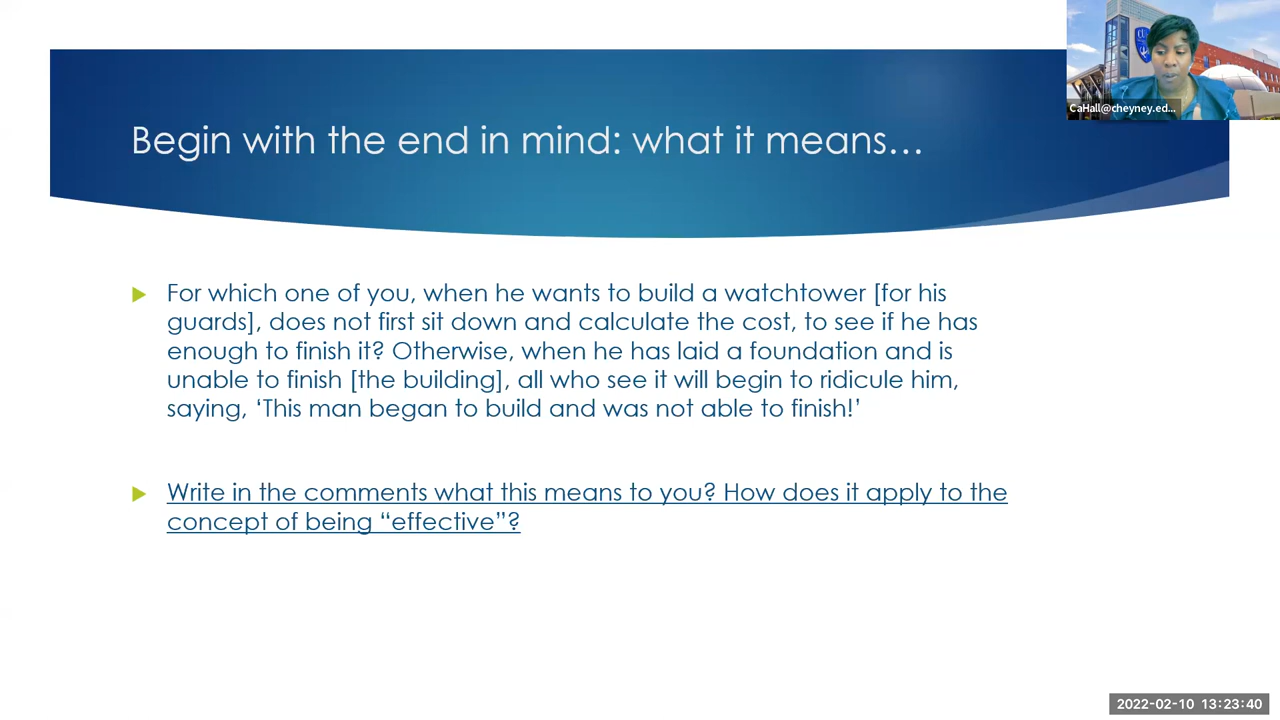 CaHall@cheyney.ed...
Begin with the end in mind: what it means…
For which one of you, when he wants to build a watchtower [for his
guards], does not first sit down and calculate the cost, to see if he has
enough to finish it? Otherwise, when he has laid a foundation and is
unable to finish [the building], all who see it will begin to ridicule him,
saying, ‘This man began to build and was not able to finish!’
Write in the comments what this means to you? How does it apply to the
concept of being “effective”?
2022-02-10 13:23:40